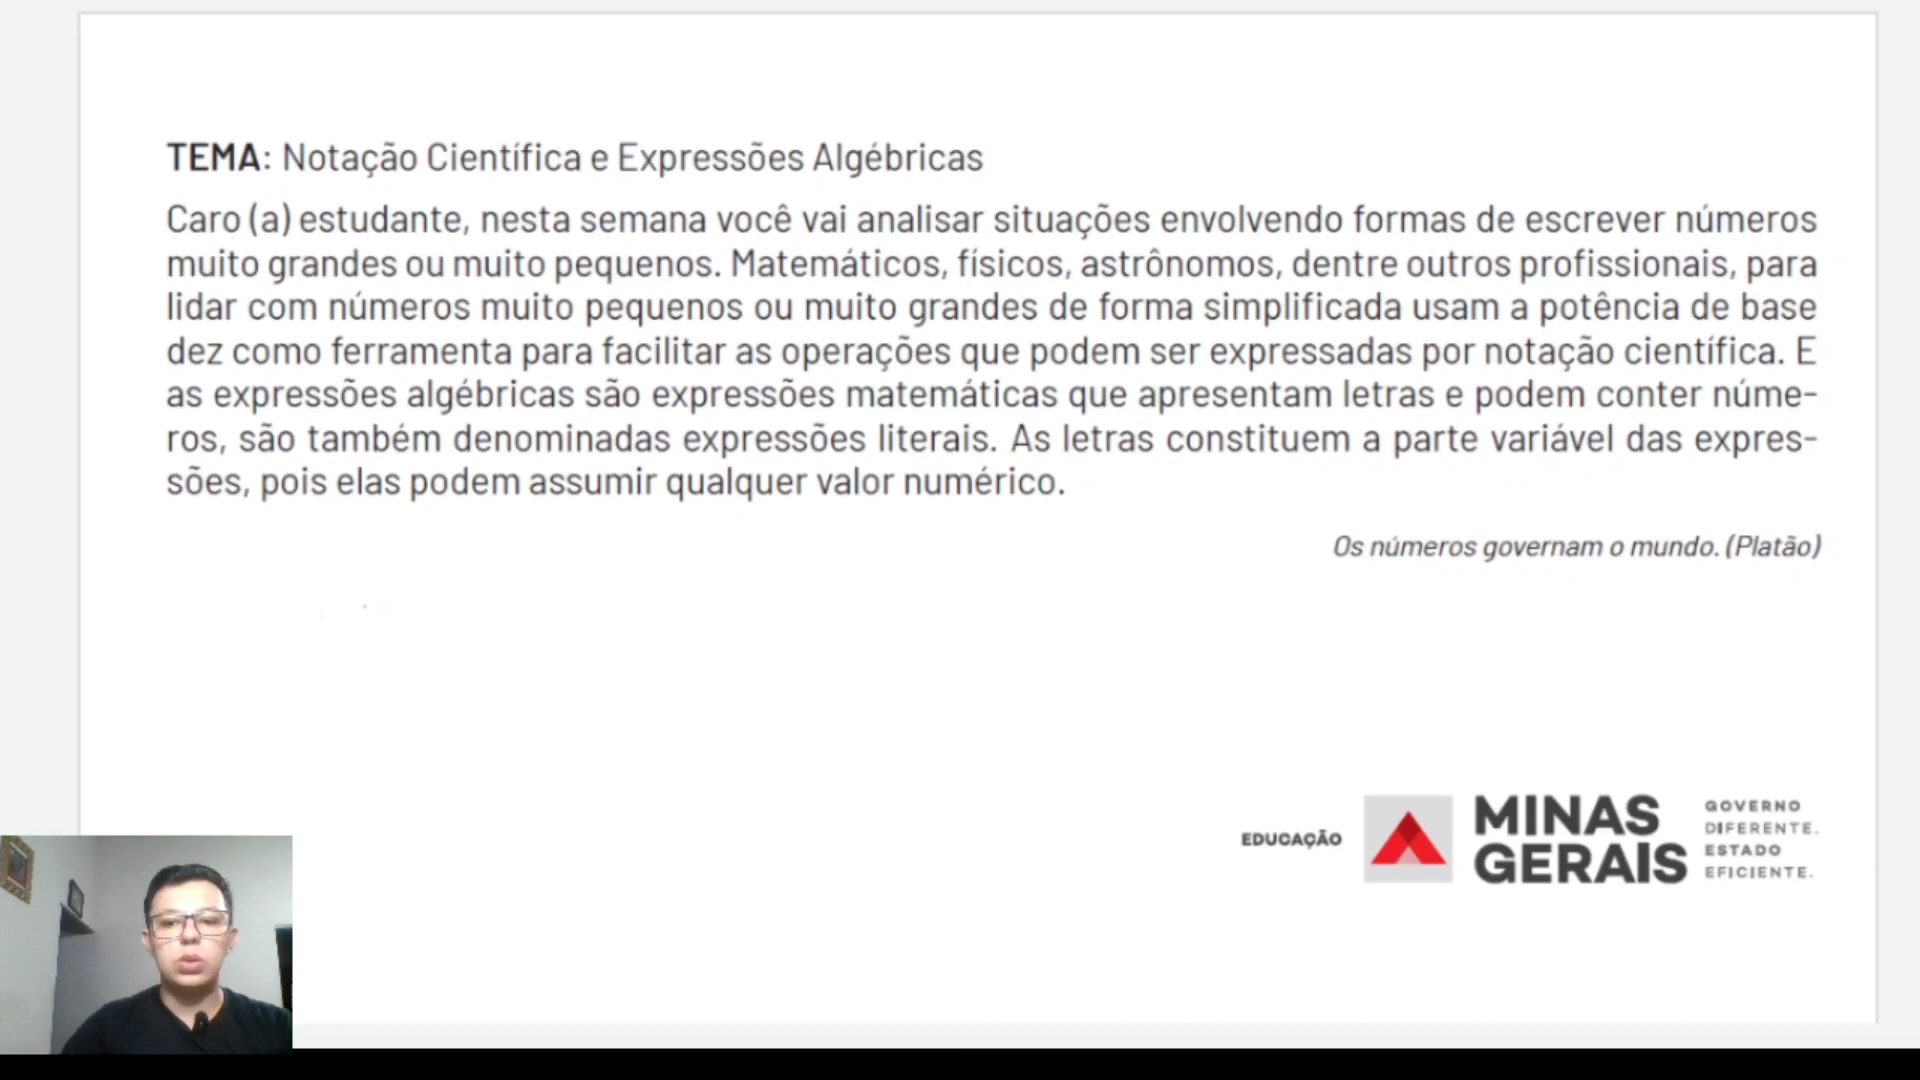 TEMA: Notação Científica e Expressões Algébricas
Caro (a) estudante, nesta semana você vai analisar situações envolvendo formas de escrever números
muito grandes ou muito pequenos. Matemáticos, físicos, astrônomos, dentre outros profissionais, para
lidar com números muito pequenos ou muito grandes de forma simplificada usam a potência de base
dez como ferramenta para facilitar as operações que podem ser expressadas por notação científica. E
as expressões algébricas são expressões matemáticas que apresentam letras e podem conter núme-
ros, são também denominadas expressões literais. As letras constituem a parte variável das expres-
sões, pois elas podem assumir qualquer valor numérico.
Os números governam o mundo. (Platão)
EDUCAÇÃO
MINAS
GERAIS
GOVERNO
DIFERENTE.
ESTADO
EFICIENTE.